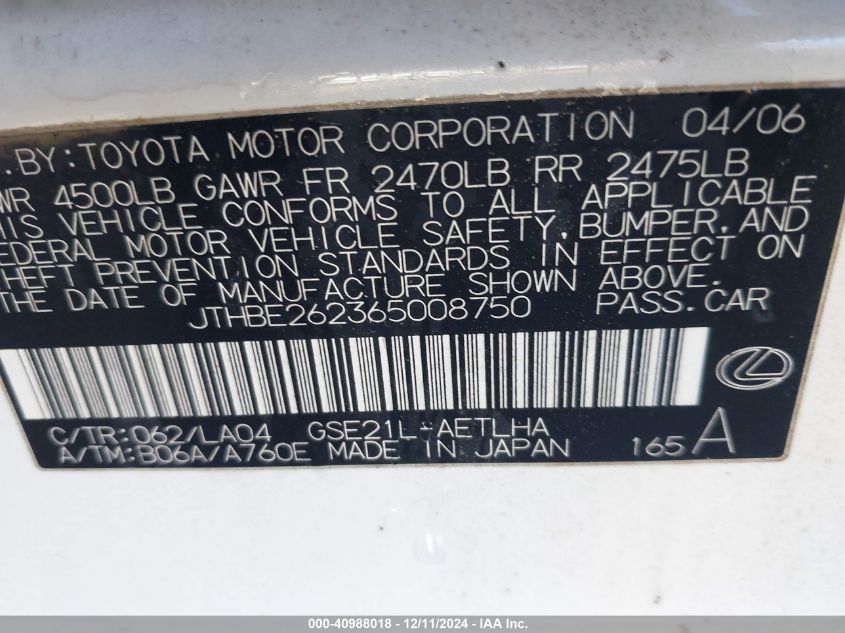 .BY:TOYOTA MOTOR CORPORATION 04/06
WR 4500LB GAWR FR 2470LB RR 2475LB
HIS VEHICLE CONFORMS TO ALL APPLICABLE
EDERAL MOTOR VEHICLE SAFETY,BUMPER,AND
HEFT PREVENTION STANDARDS IN EFFECT ON
THE DATE OF MANUFACTURE SHOWN ABOVE.
JTHBE262365008750 PASS.CAR
C/TR:062/LA04 GSE21L-AETLHA
A/TM:B06A/A760E MADE IN JAPAN 165A
000-40988018 - 12/11/2024 - IAA Inc.